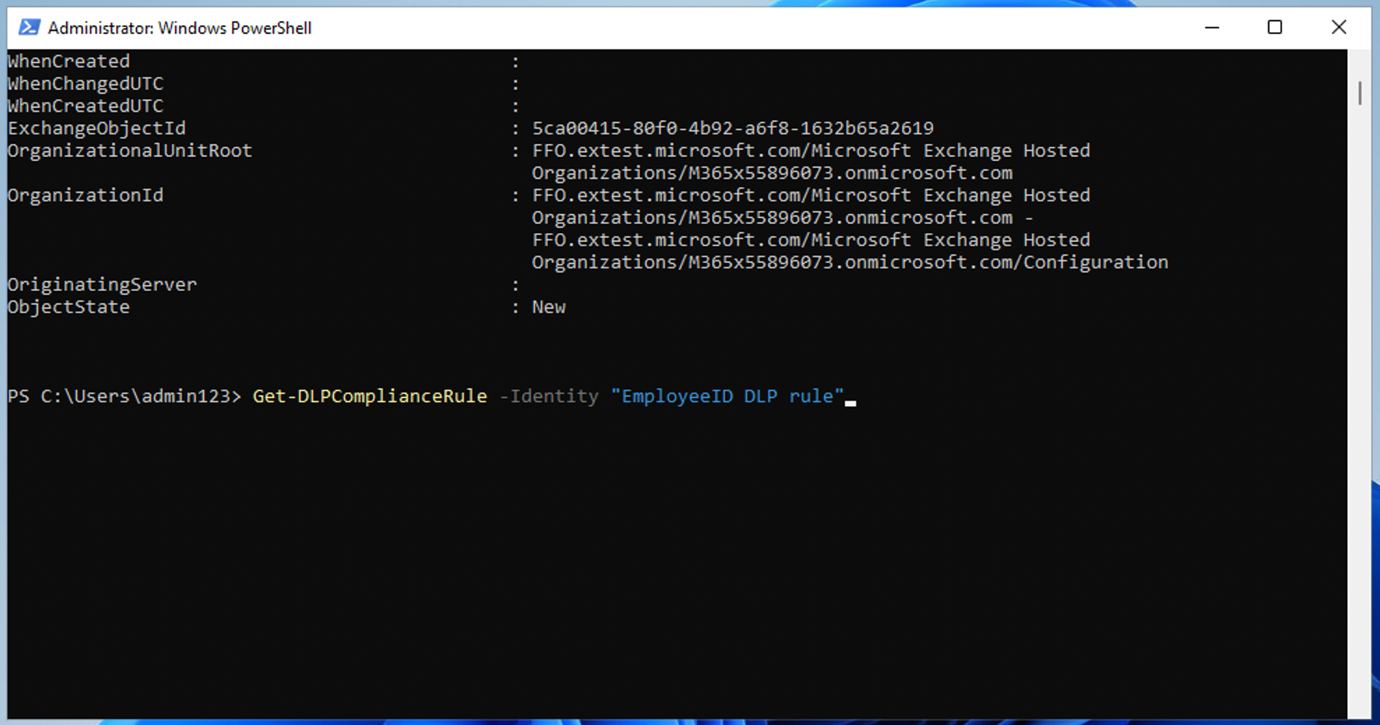 Administrator: Windows PowerShell
WhenCreated :
WhenChangedUTC :
WhenCreatedUTC :
ExchangeObjectId : 5ca00415-80f0-4b92-a6f8-1632b65a2619
OrganizationalUnitRoot : FFO.extest.microsoft.com/Microsoft Exchange Hosted
Organizations/M365x55896073.onmicrosoft.com
OrganizationId : FFO.extest.microsoft.com/Microsoft Exchange Hosted
Organizations/M365x55896073.onmicrosoft.com -
FFO.extest.microsoft.com/Microsoft Exchange Hosted
Organizations/M365x55896073.onmicrosoft.com/Configuration
OriginatingServer :
ObjectState : New
PS C:\Users\admin123> Get-DLPComplianceRule -Identity "EmployeeID DLP rule"